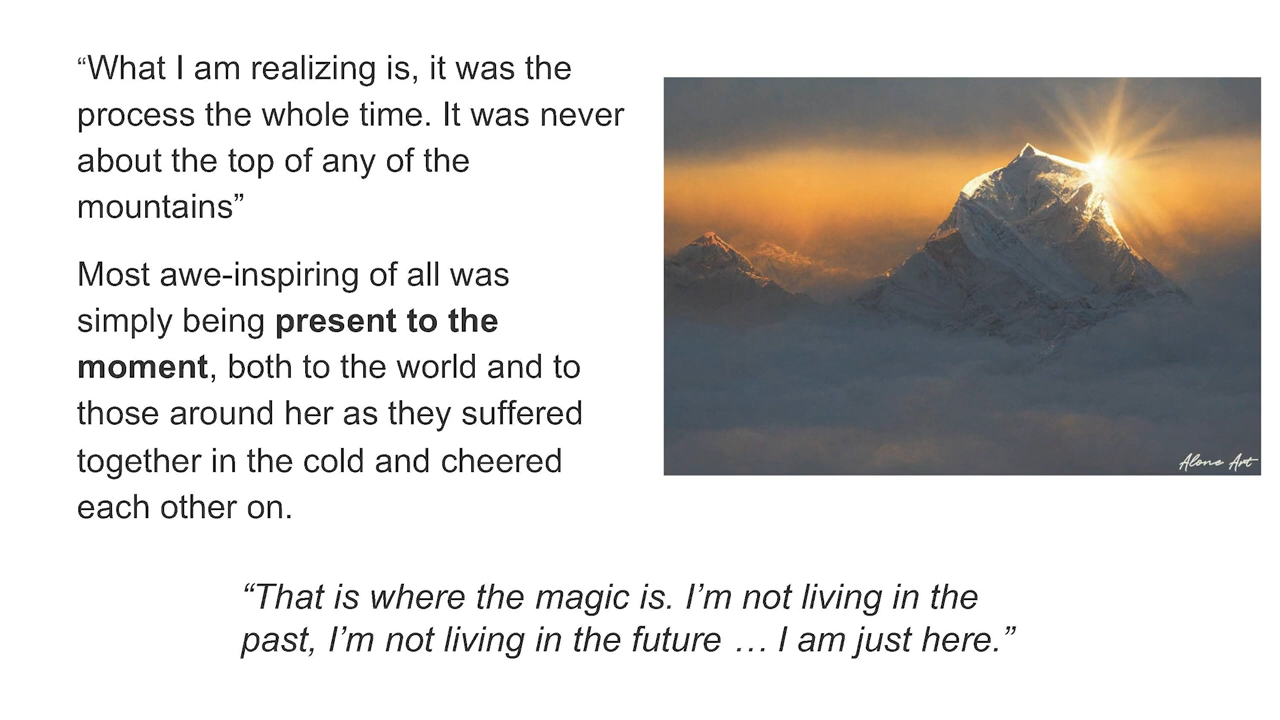 “What I am realizing is, it was the
process the whole time. It was never
about the top of any of the
mountains”
Most awe-inspiring of all was
simply being present to the
moment, both to the world and to
those around her as they suffered
together in the cold and cheered
each other on.
Alone Art
“That is where the magic is. I’m not living in the
past, I’m not living in the future … I am just here.”